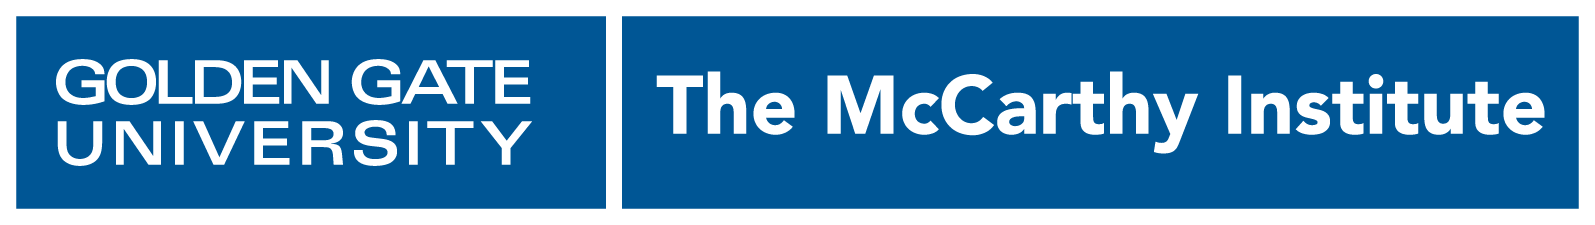 GOLDEN GATE
UNIVERSITY
The McCarthy Institute